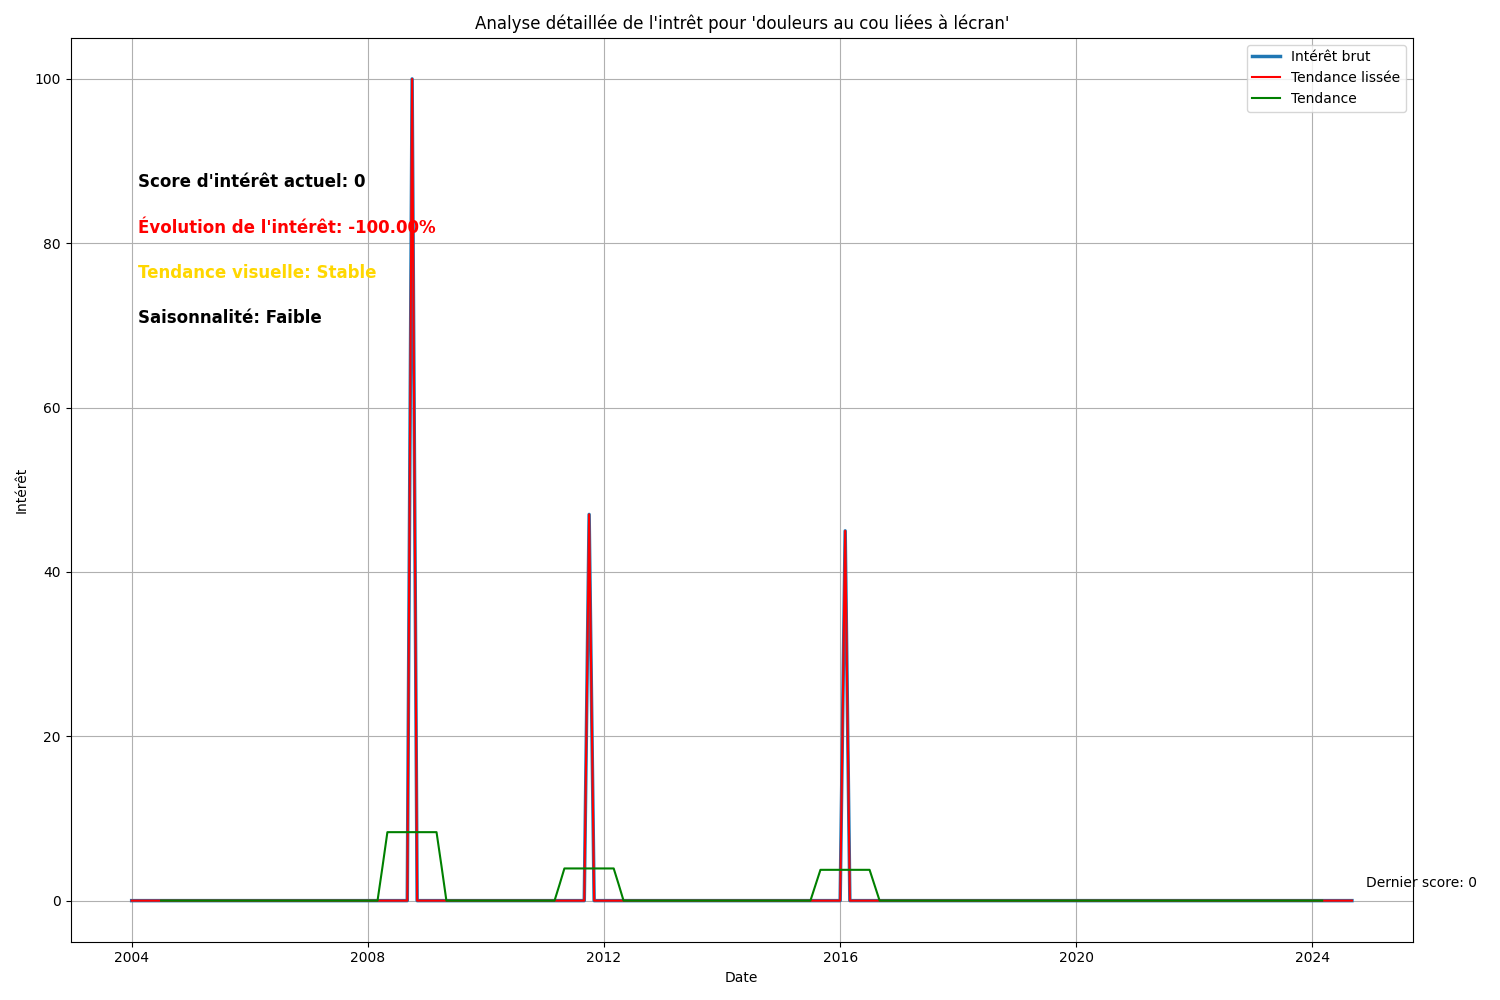 Analyse détaillée de l'intrêt pour 'douleurs au cou liées à lécran'
Intérêt brut
Tendance lissée
Tendance
Score d'intérêt actuel: 0
Évolution de l'intérêt: -100.00%
Tendance visuelle: Stable
Saisonnalité: Faible
Dernier score: 0
Intérêt
100
80
60
40
20
0
2004
2008
2012
2016
2020
2024
Date